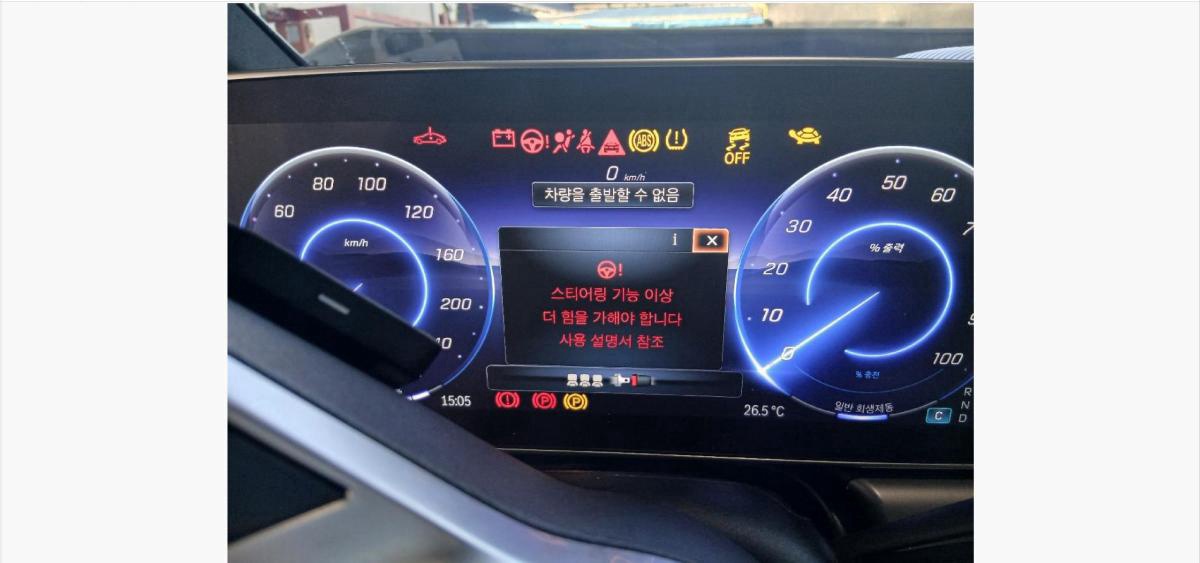 ABS
OFF
0 km/h
차량을 출발할 수 없음
i
스티어링 기능 이상
더 힘을 가해야 합니다
사용 설명서 참조
60 80 100 120 160 200
km/h
0 10 20 30 40 50 60 100
% 출력
% 충전
15:05
P P
26.5 °C
일반 회생제동
C
R
N
D